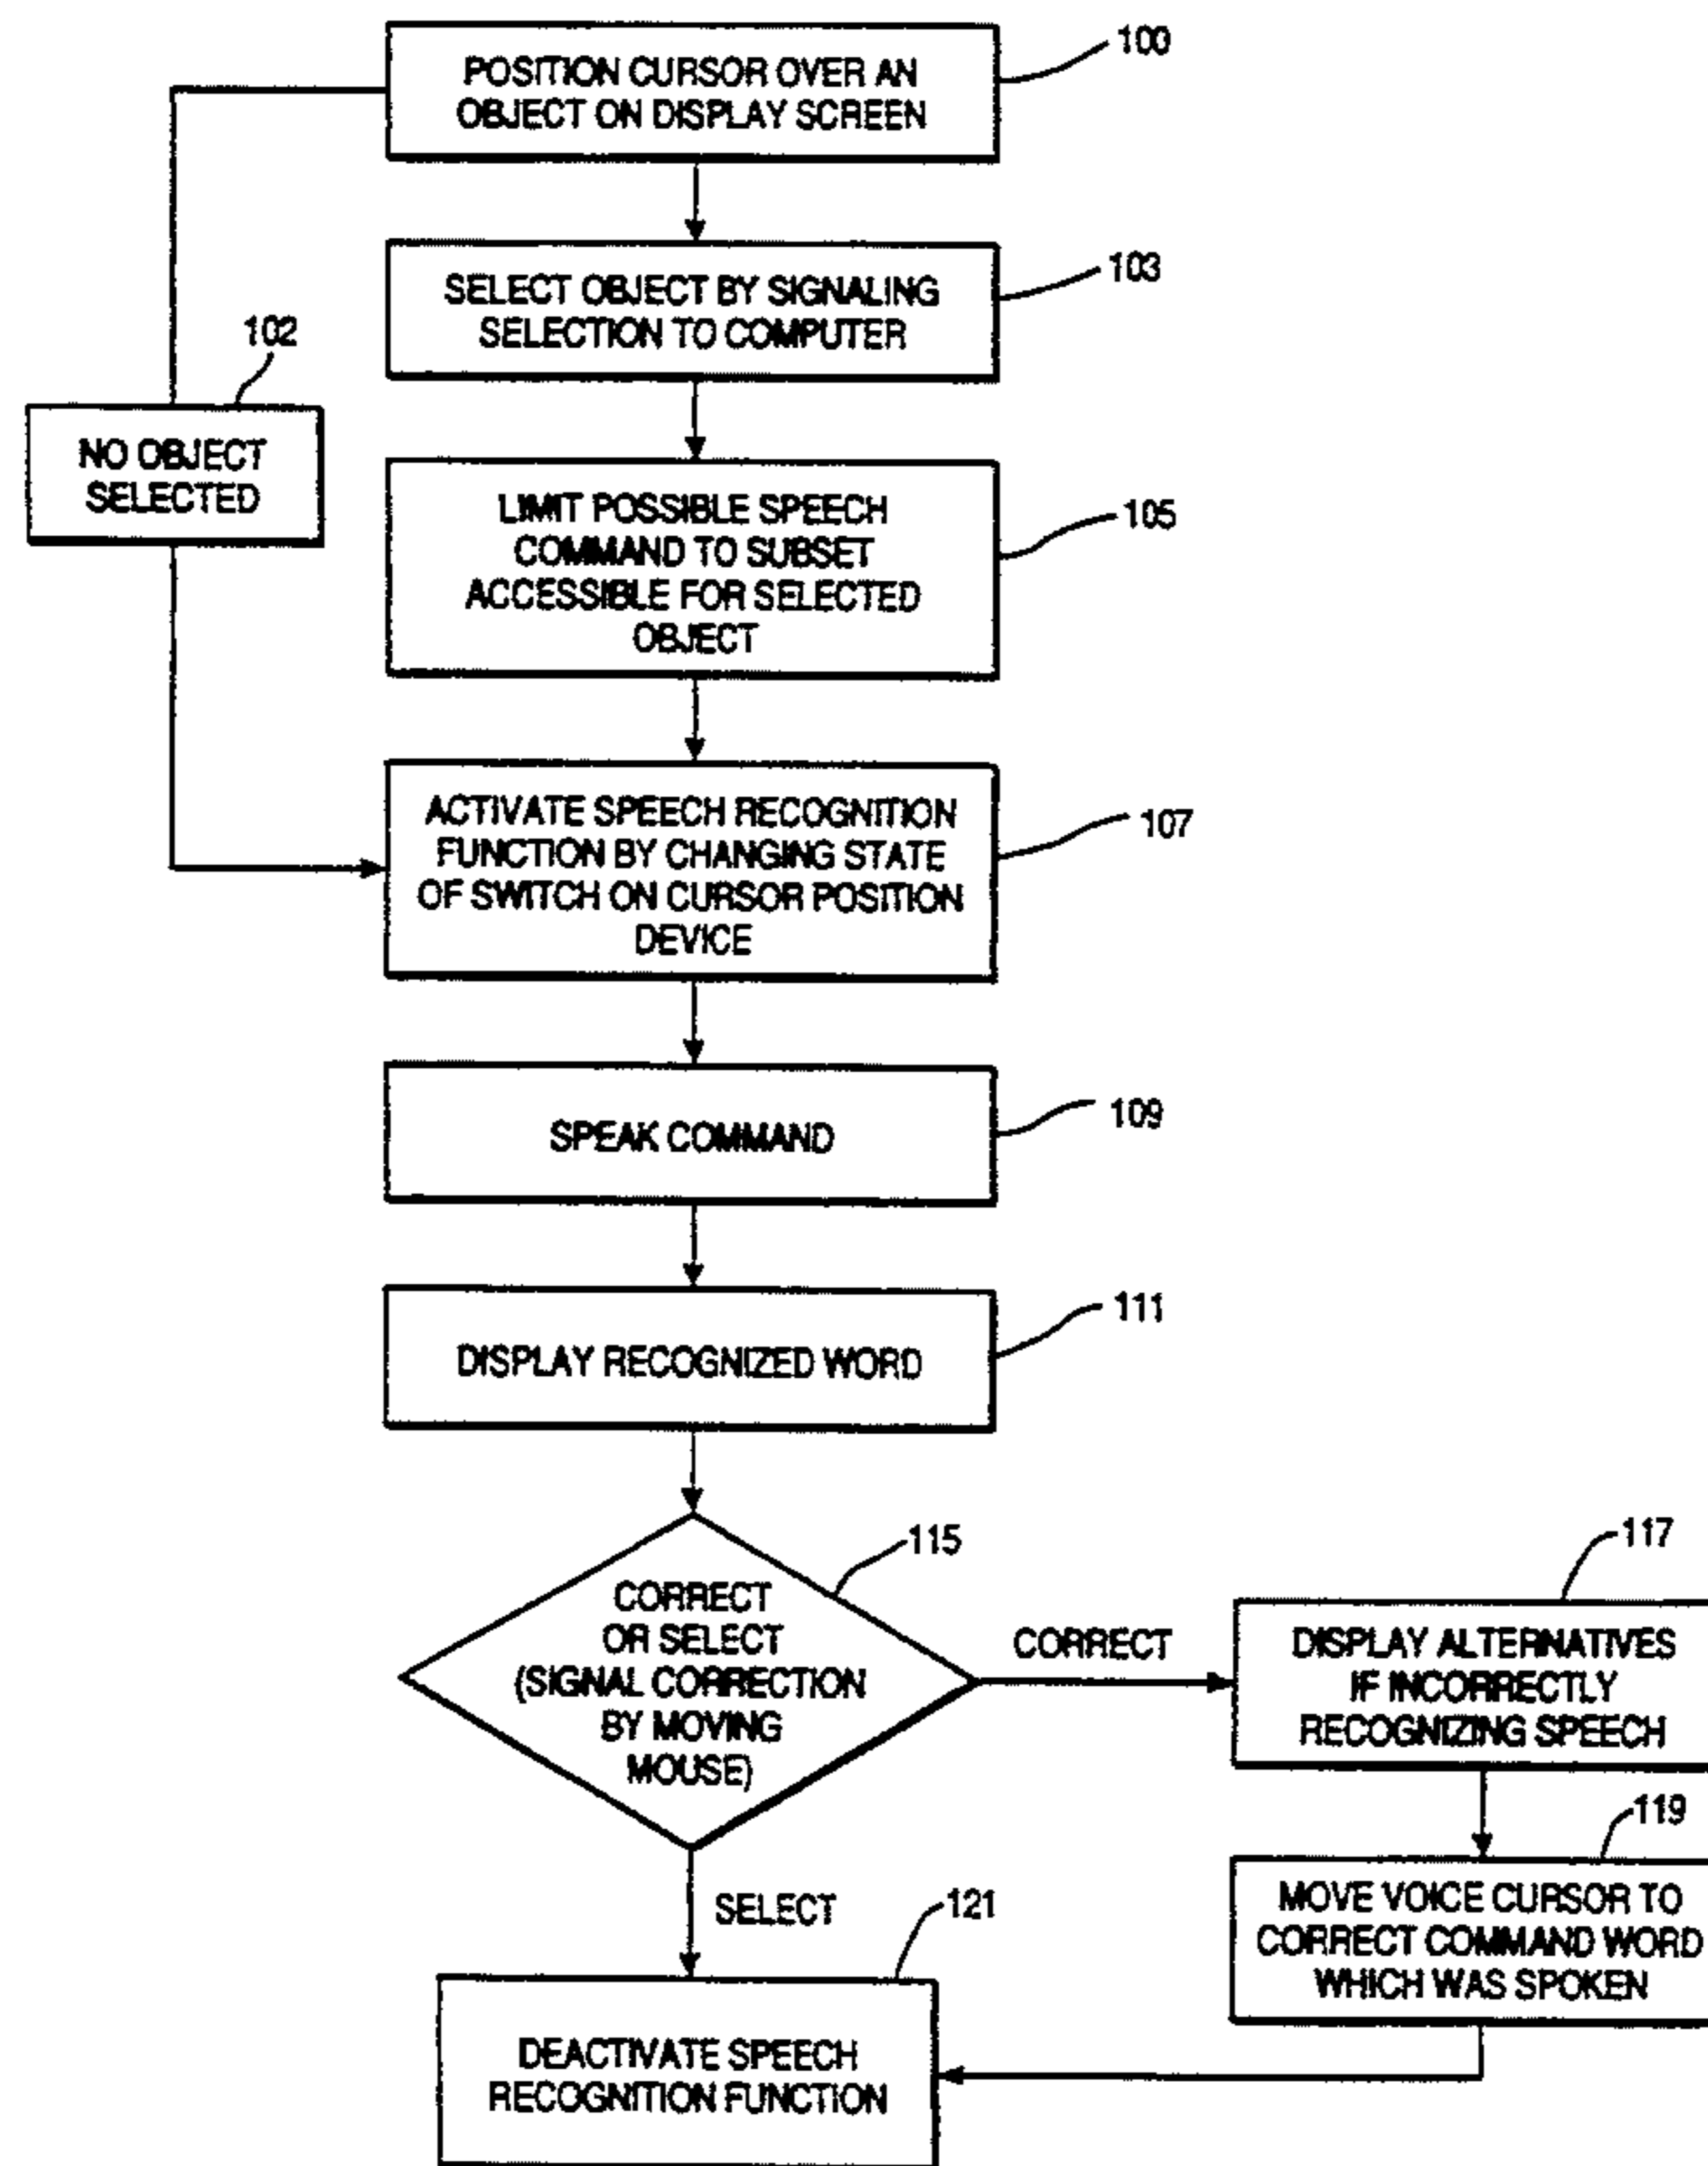 100
POSITION CURSOR OVER AN
OBJECT ON DISPLAY SCREEN
103
SELECT OBJECT BY SIGNALING
SELECTION TO COMPUTER
102
NO OBJECT
SELECTED
105
LIMIT POSSIBLE SPEECH
COMMAND TO SUBSET
ACCESSIBLE FOR SELECTED
OBJECT
107
ACTIVATE SPEECH RECOGNITION
FUNCTION BY CHANGING STATE
OF SWITCH ON CURSOR POSITION
DEVICE
109
SPEAK COMMAND
111
DISPLAY RECOGNIZED WORD
115
CORRECT
OR SELECT
(SIGNAL CORRECTION
BY MOVING
MOUSE)
CORRECT
117
DISPLAY ALTERNATIVES
IF INCORRECTLY
RECOGNIZING SPEECH
119
MOVE VOICE CURSOR TO
CORRECT COMMAND WORD
WHICH WAS SPOKEN
SELECT
121
DEACTIVATE SPEECH
RECOGNITION FUNCTION